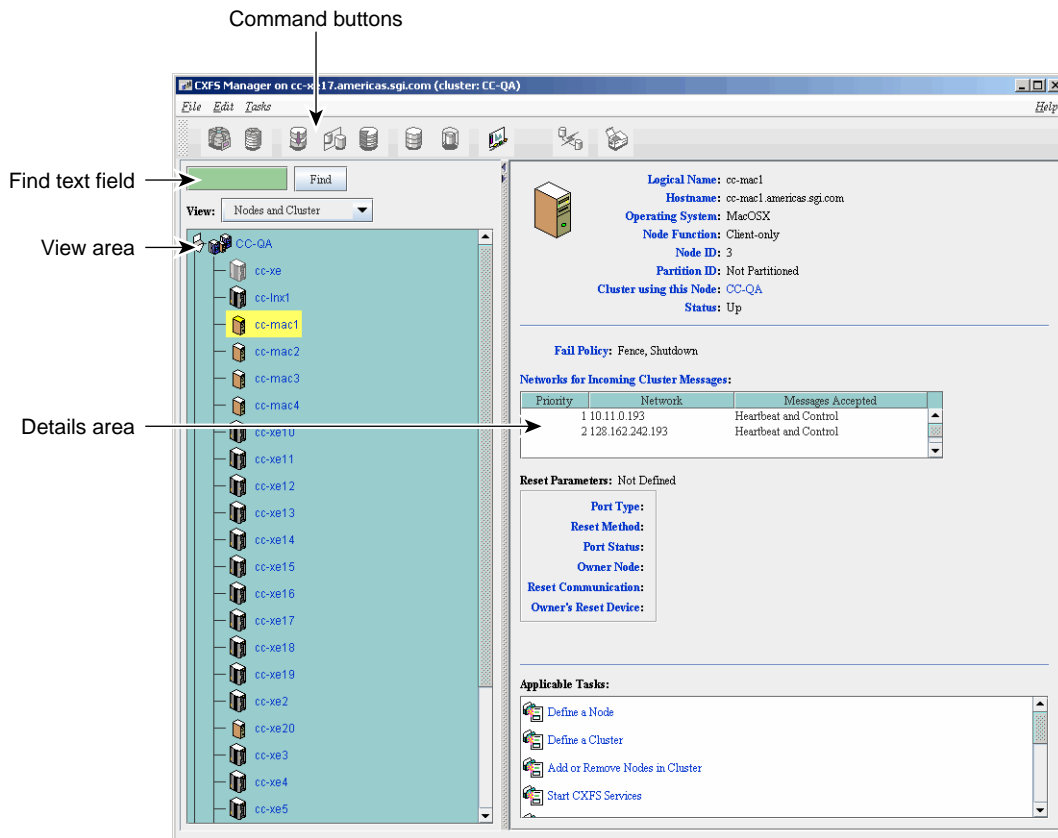 Command buttons
CXFS Manager on cc-xe17.americas.sgi.com (cluster: CC-QA)
File Edit Tasks Help
Find text field
Find
View: Nodes and Cluster
View area
CC-QA
cc-xe
cc-lnx1
cc-mac1
cc-mac2
cc-mac3
cc-mac4
Details area
cc-xe10
cc-xe11
cc-xe12
cc-xe13
cc-xe14
cc-xe15
cc-xe16
cc-xe17
cc-xe18
cc-xe19
cc-xe2
cc-xe20
cc-xe3
cc-xe4
cc-xe5
Logical Name: cc-mac1
Hostname: cc-mac1.americas.sgi.com
Operating System: MacOSX
Node Function: Client-only
Node ID: 3
Partition ID: Not Partitioned
Cluster using this Node: CC-QA
Status: Up
Fail Policy: Fence, Shutdown
Networks for Incoming Cluster Messages:
Priority Network Messages Accepted
1 10.11.0.193 Heartbeat and Control
2 128.162.242.193 Heartbeat and Control
Reset Parameters: Not Defined
Port Type:
Reset Method:
Port Status:
Owner Node:
Reset Communication:
Owner's Reset Device:
Applicable Tasks:
Define a Node
Define a Cluster
Add or Remove Nodes in Cluster
Start CXFS Services